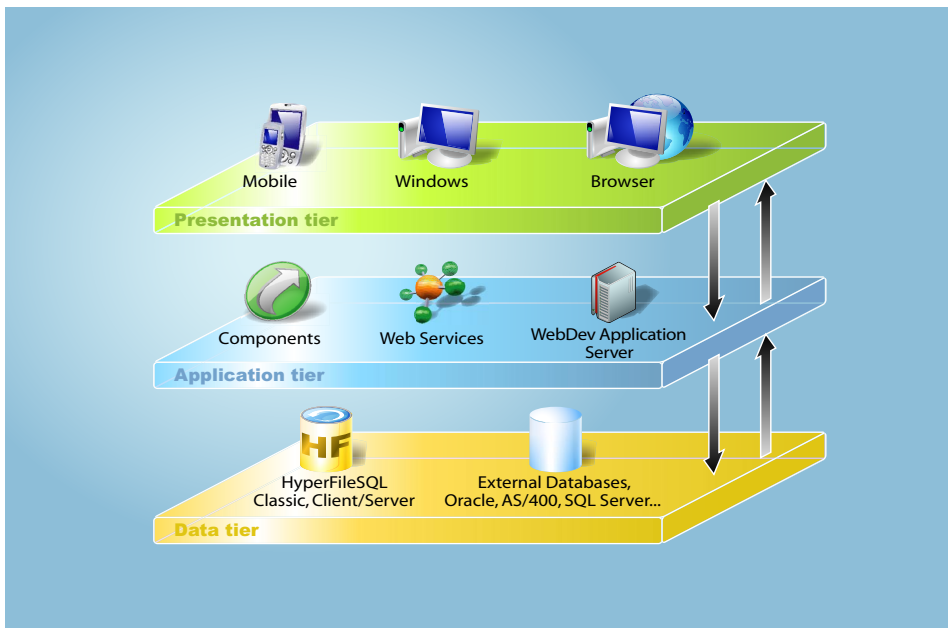 Mobile
Windows
Browser
Presentation tier
Components
Web Services
WebDev Application
Server
Application tier
HF
HyperFileSQL
Classic, Client/Server
External Databases,
Oracle, AS/400, SQL Server...
Data tier